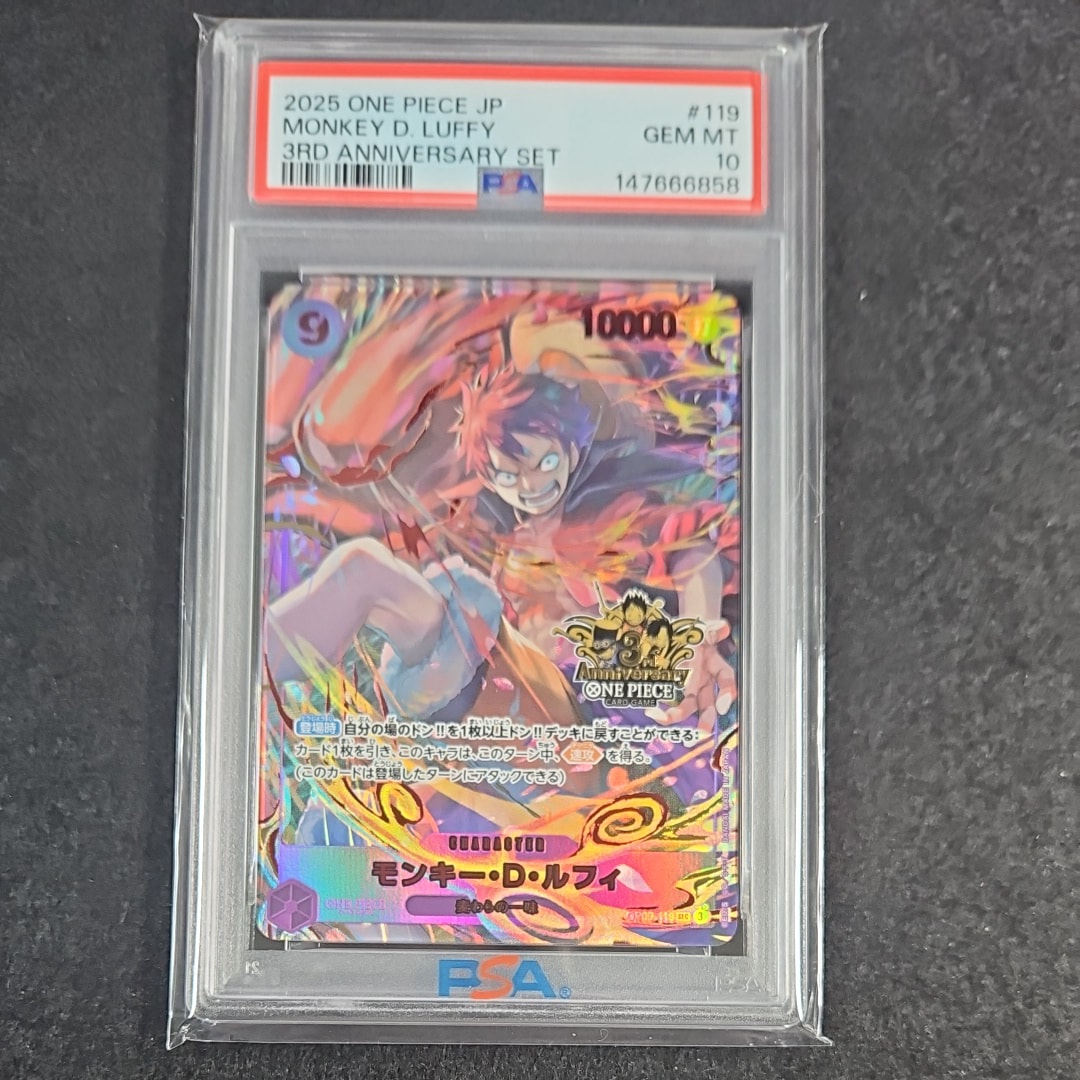 2025 ONE PIECE JP
#119
MONKEY D. LUFFY
GEM MT
3RD ANNIVERSARY SET
10
PSA
147666858
9
10000
3rd
Anniversary
ONE PIECE
CARD GAME
登場時 自分の場のドン!!を1枚以上ドン!!デッキに戻すことができる:
カード1枚を引き、このキャラは、このターン中、速攻を得る。
(このカードは登場したターンにアタックできる)
CHARACTER
モンキー・D・ルフィ
麦わらの一味
PSA®